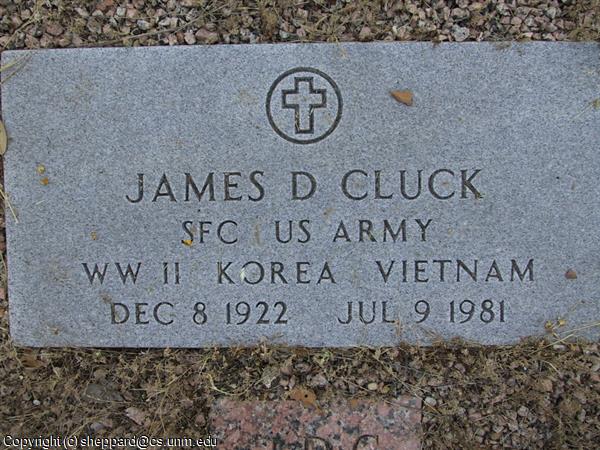 JAMES D CLUCK
SFC US ARMY
WW II KOREA VIETNAM
DEC 8 1922 JUL 9 1981
Copyright (c) sheppard@cs.unm.edu